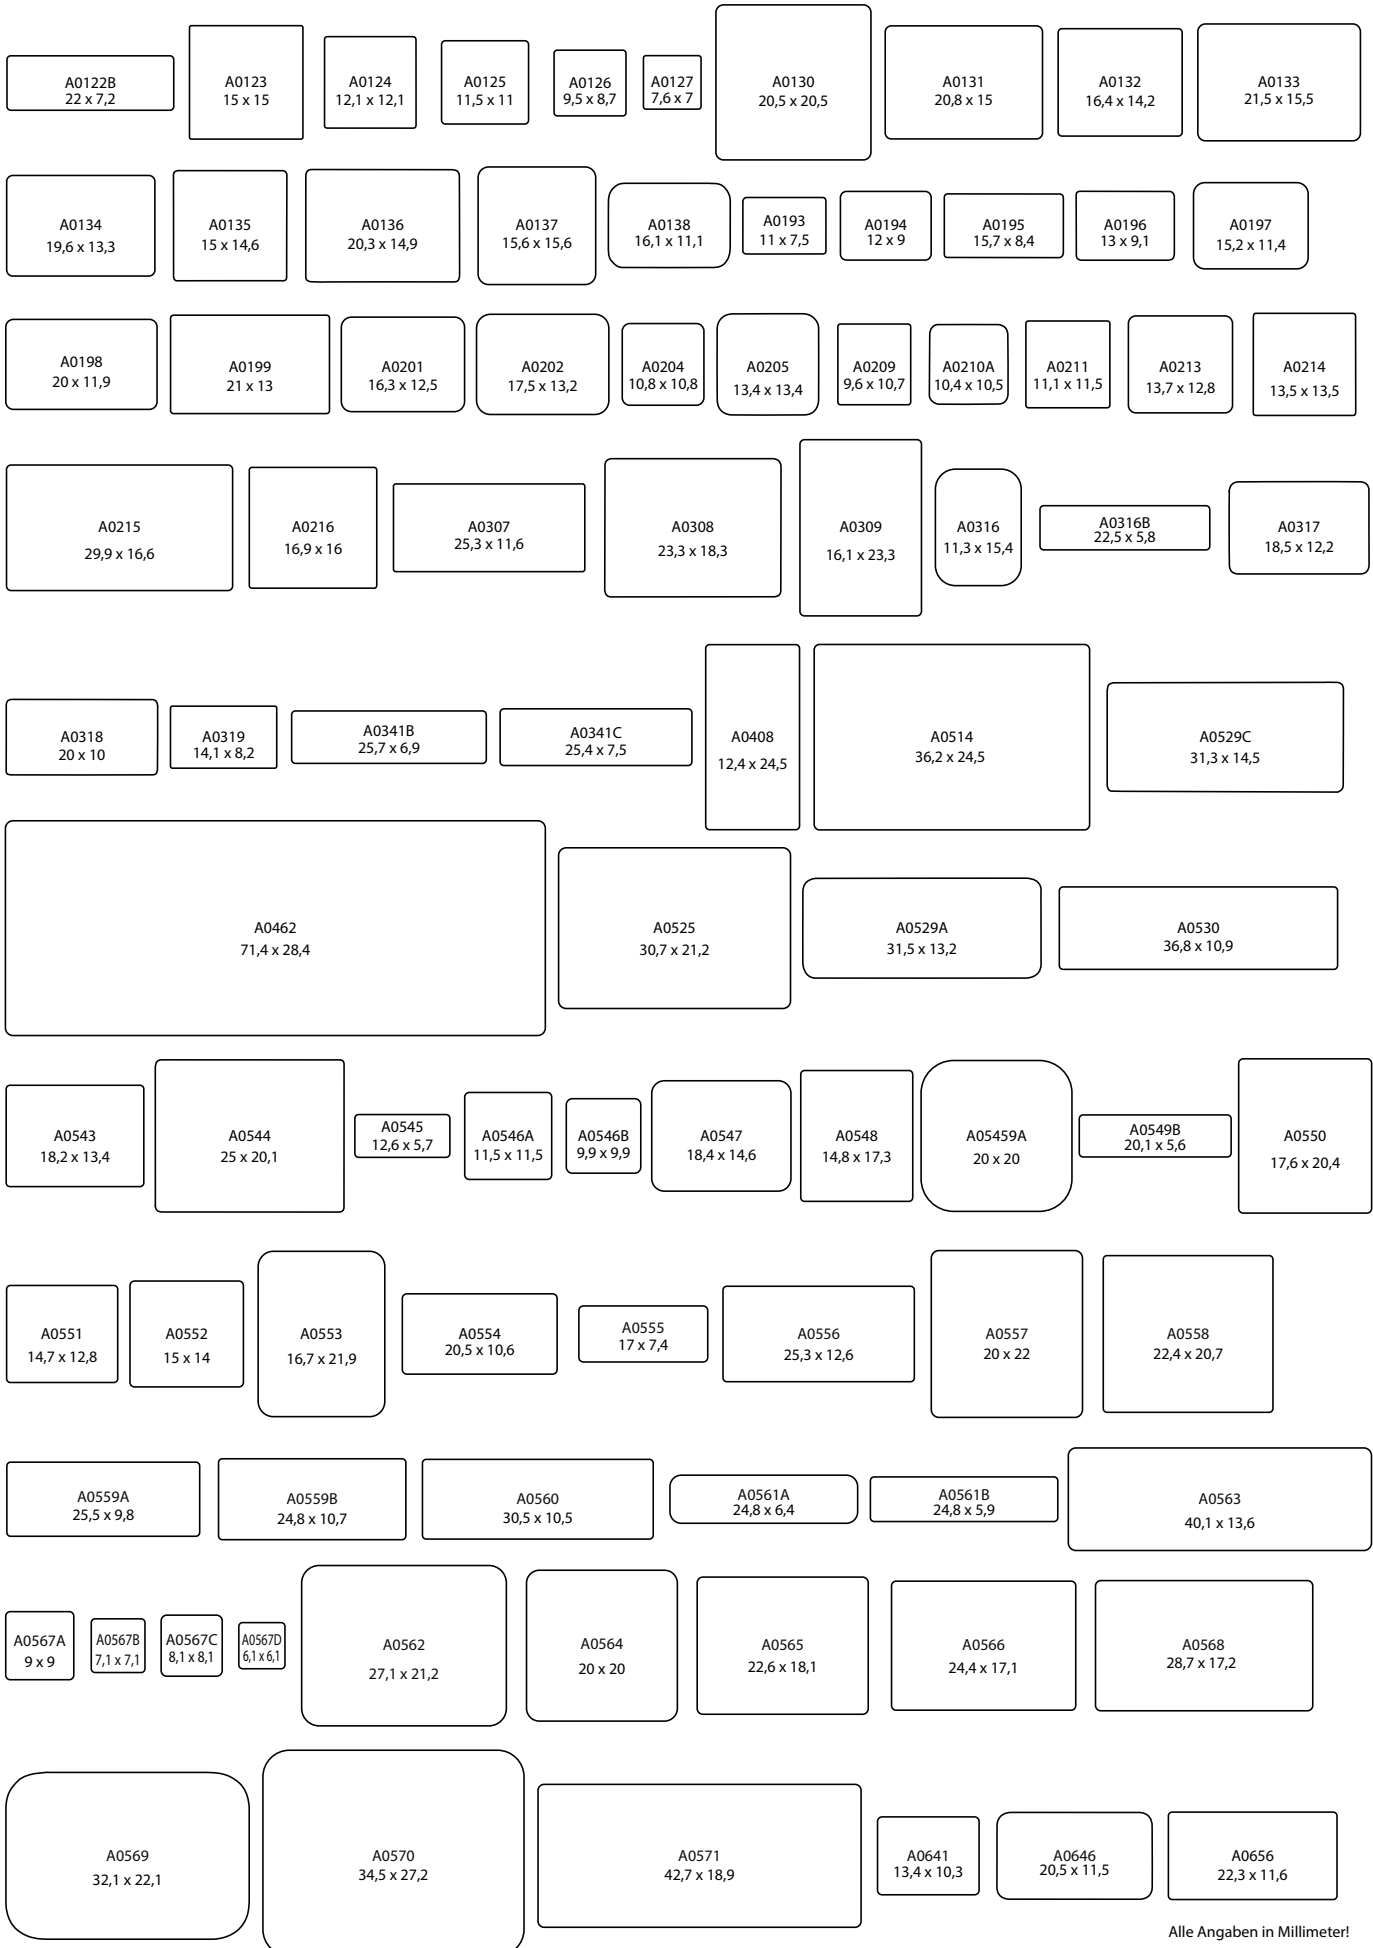 A0122B
22 x 7,2
A0123
15 x 15
A0124
12,1 x 12,1
A0125
11,5 x 11
A0126
9,5 x 8,7
A0127
7,6 x 7
A0130
20,5 x 20,5
A0131
20,8 x 15
A0132
16,4 x 14,2
A0133
21,5 x 15,5
A0134
19,6 x 13,3
A0135
15 x 14,6
A0136
20,3 x 14,9
A0137
15,6 x 15,6
A0138
16,1 x 11,1
A0193
11 x 7,5
A0194
12 x 9
A0195
15,7 x 8,4
A0196
13 x 9,1
A0197
15,2 x 11,4
A0198
20 x 11,9
A0199
21 x 13
A0201
16,3 x 12,5
A0202
17,5 x 13,2
A0204
10,8 x 10,8
A0205
13,4 x 13,4
A0209
9,6 x 10,7
A0210A
10,4 x 10,5
A0211
11,1 x 11,5
A0213
13,7 x 12,8
A0214
13,5 x 13,5
A0215
29,9 x 16,6
A0216
16,9 x 16
A0307
25,3 x 11,6
A0308
23,3 x 18,3
A0309
16,1 x 23,3
A0316
11,3 x 15,4
A0316B
22,5 x 5,8
A0317
18,5 x 12,2
A0318
20 x 10
A0319
14,1 x 8,2
A0341B
25,7 x 6,9
A0341C
25,4 x 7,5
A0408
12,4 x 24,5
A0514
36,2 x 24,5
A0529C
31,3 x 14,5
A0462
71,4 x 28,4
A0525
30,7 x 21,2
A0529A
31,5 x 13,2
A0530
36,8 x 10,9
A0543
18,2 x 13,4
A0544
25 x 20,1
A0545
12,6 x 5,7
A0546A
11,5 x 11,5
A0546B
9,9 x 9,9
A0547
18,4 x 14,6
A0548
14,8 x 17,3
A05459A
20 x 20
A0549B
20,1 x 5,6
A0550
17,6 x 20,4
A0551
14,7 x 12,8
A0552
15 x 14
A0553
16,7 x 21,9
A0554
20,5 x 10,6
A0555
17 x 7,4
A0556
25,3 x 12,6
A0557
20 x 22
A0558
22,4 x 20,7
A0559A
25,5 x 9,8
A0559B
24,8 x 10,7
A0560
30,5 x 10,5
A0561A
24,8 x 6,4
A0561B
24,8 x 5,9
A0563
40,1 x 13,6
A0567A
9 x 9
A0567B
7,1 x 7,1
A0567C
8,1 x 8,1
A0567D
6,1 x 6,1
A0562
27,1 x 21,2
A0564
20 x 20
A0565
22,6 x 18,1
A0566
24,4 x 17,1
A0568
28,7 x 17,2
A0569
32,1 x 22,1
A0570
34,5 x 27,2
A0571
42,7 x 18,9
A0641
13,4 x 10,3
A0646
20,5 x 11,5
A0656
22,3 x 11,6
Alle Angaben in Millimeter!